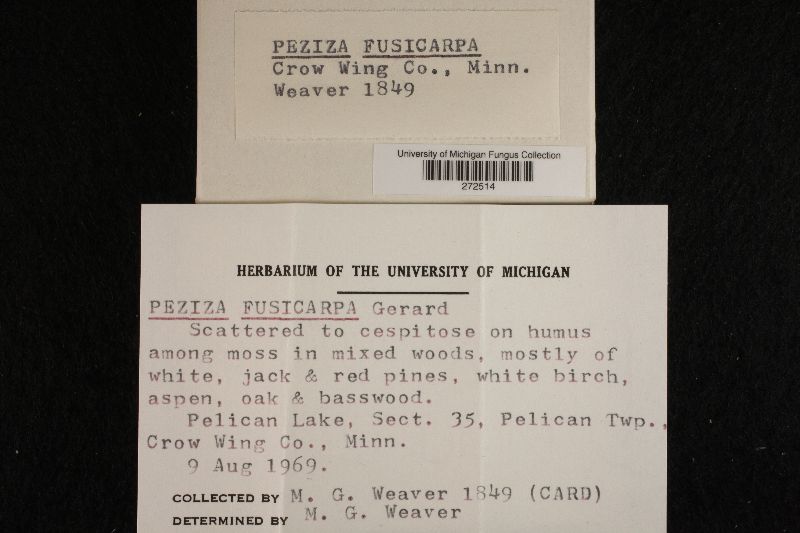 PEZIZA FUSICARPA
Crow Wing Co., Minn.
Weaver 1849
University of Michigan Fungus Collection
272514
HERBARIUM OF THE UNIVERSITY OF MICHIGAN
PEZIZA FUSICARPA Gerard
Scattered to cespitose on humus
among moss in mixed woods, mostly of
white, jack & red pines, white birch,
aspen, oak & basswood.
Pelican Lake, Sect. 35, Pelican Twp.,
Crow Wing Co., Minn.
9 Aug 1969.
COLLECTED BY M. G. Weaver 1849 (CARD)
DETERMINED BY M. G. Weaver